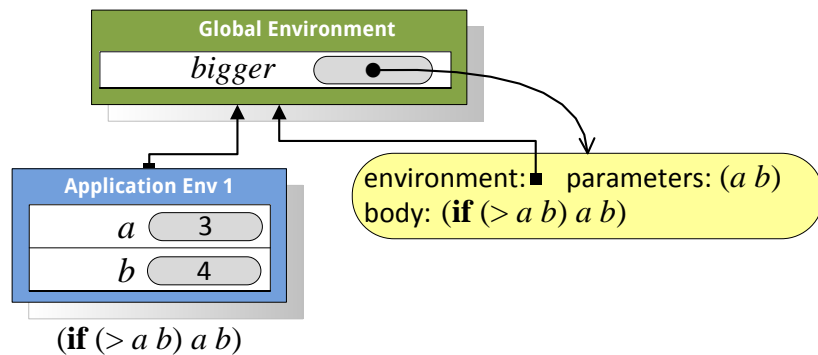 Global Environment
bigger
Application Env 1
a 3
b 4
(if (> a b) a b)
environment: parameters: (a b)
body: (if (> a b) a b)